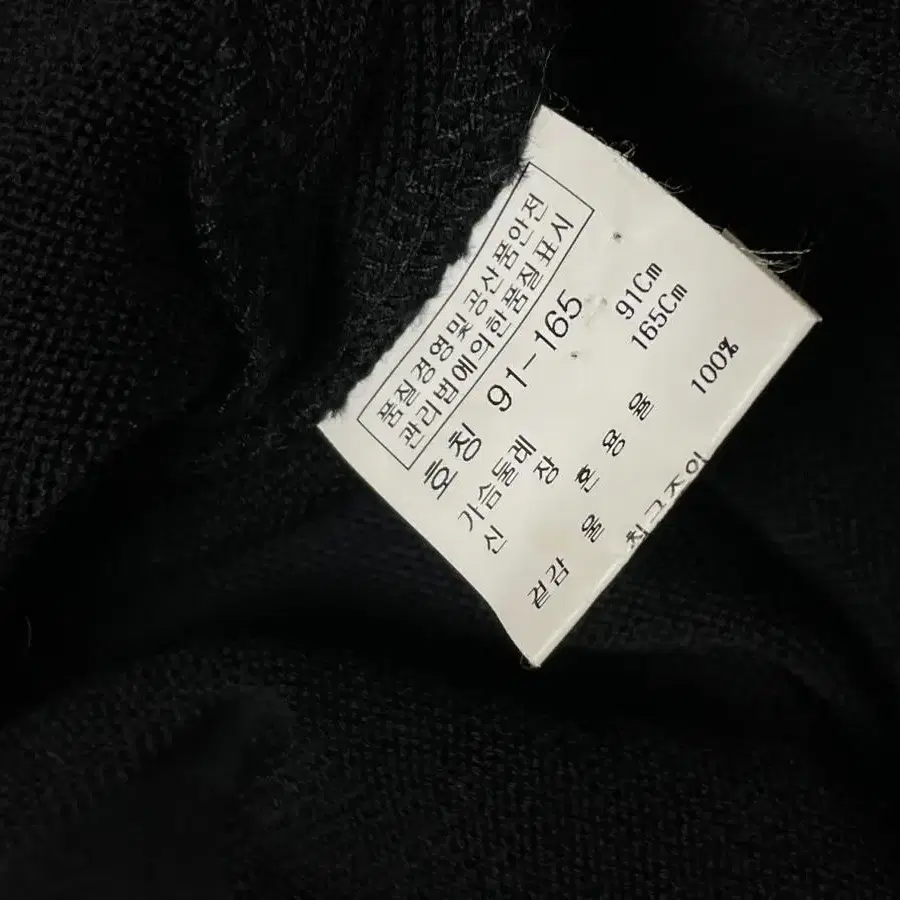 품질경영및공산품안전
관리법에의한품질표시
호칭 91-165
가슴둘레 91Cm
신 장 165Cm
혼 용 율
겉감 울 100%